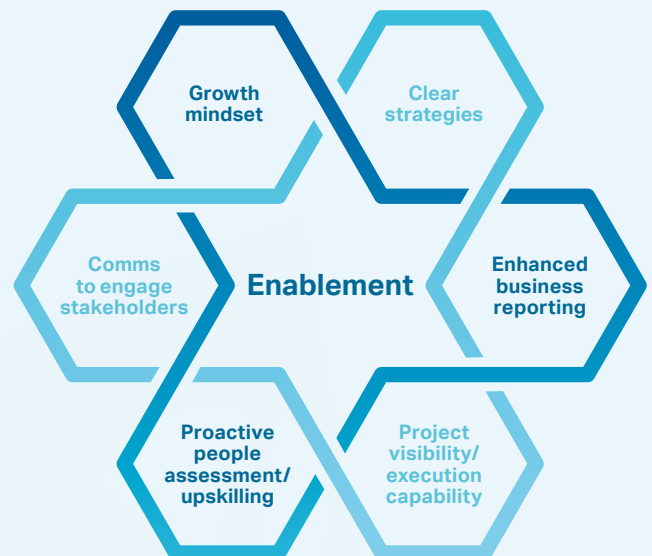 Growth
mindset
Clear
strategies
Comms
to engage
stakeholders
Enablement
Enhanced
business
reporting
Proactive
people
assessment/
upskilling
Project
visibility/
execution
capability